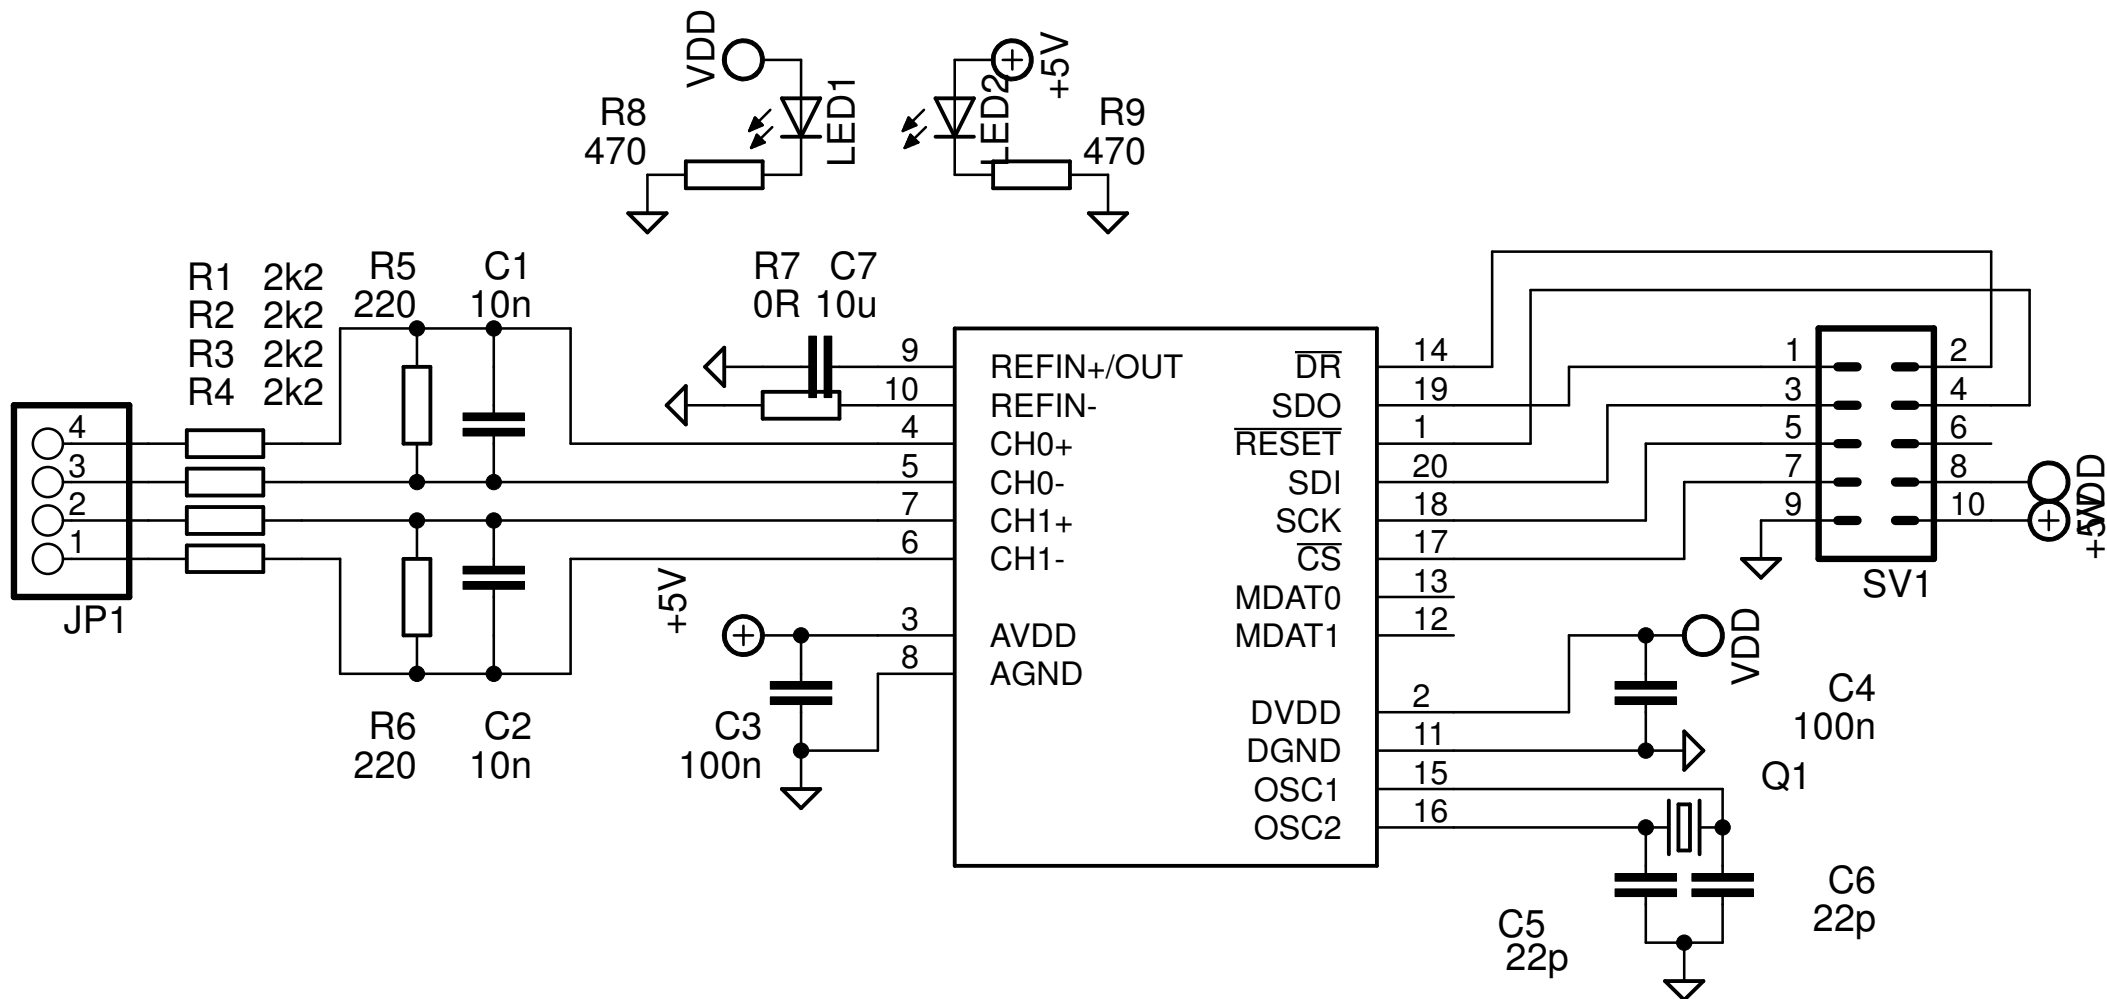 VDD
LED1
R8
470
LED2
+5V
R9
470
R1 2k2
R2 2k2
R3 2k2
R4 2k2
R5
220
C1
10n
R7 C7
0R 10u
4
3
2
1
JP1
R6
220
C2
10n
+5V
C3
100n
9
10
4
5
7
6
3
8
REFIN+/OUT
REFIN-
CH0+
CH0-
CH1+
CH1-
AVDD
AGND
DR
SDO
RESET
SDI
SCK
CS
MDAT0
MDAT1
DVDD
DGND
OSC1
OSC2
14
19
1
20
18
17
13
12
2
11
15
16
1
3
5
7
9
2
4
6
8
10
SV1
VDD
+5V
VDD
C4
100n
Q1
C5
22p
C6
22p